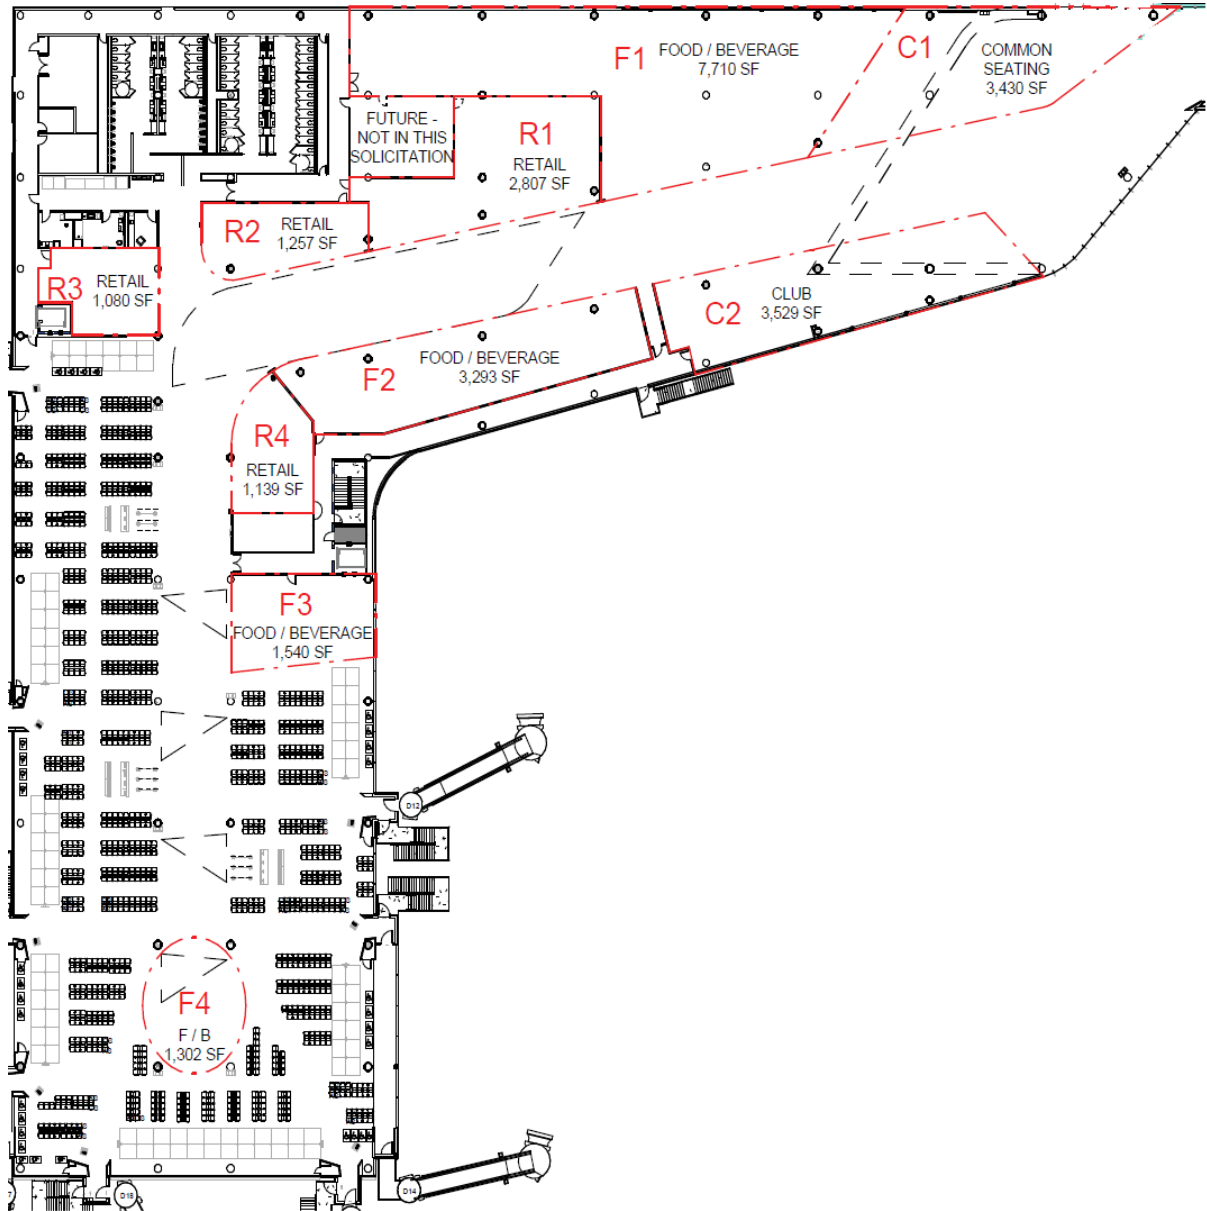 F1
FOOD / BEVERAGE
7,710 SF
C1
COMMON
SEATING
3,430 SF
FUTURE -
NOT IN THIS
SOLICITATION
R1
RETAIL
2,807 SF
R2
RETAIL
1,257 SF
R3
RETAIL
1,080 SF
C2
CLUB
3,529 SF
F2
FOOD / BEVERAGE
3,293 SF
R4
RETAIL
1,139 SF
F3
FOOD / BEVERAGE
1,540 SF
D12
F4
F / B
1,302 SF
D14